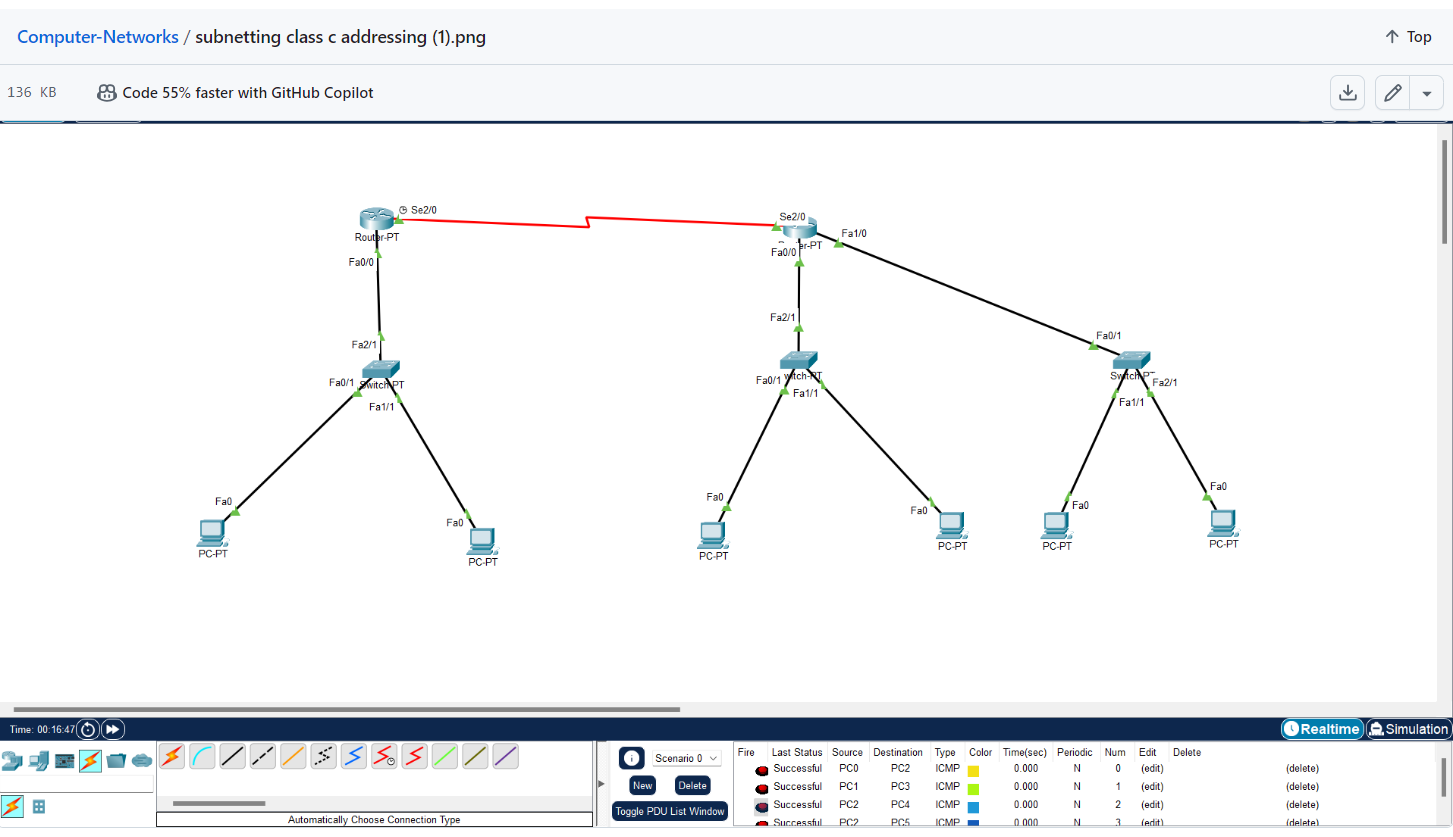 Computer-Networks / subnetting class c addressing (1).png
Top
136 KB
Code 55% faster with GitHub Copilot
Se2/0
Router-PT
Fa0/0
Se2/0
Fa1/0
er-PT
Fa0/0
Fa2/1
Fa2/1
Fa0/1
Fa0/1
Switch-PT
Fa1/1
Fa0/1
witch-PT
Fa1/1
Switch-PT
Fa2/1
Fa1/1
Fa0
PC-PT
Fa0
PC-PT
Fa0
PC-PT
Fa0
PC-PT
Fa0
PC-PT
Fa0
PC-PT
Time: 00:16:47
Realtime
Simulation
Scenario 0
New
Delete
Toggle PDU List Window
Automatically Choose Connection Type
Fire Last Status Source Destination Type Color Time(sec) Periodic Num Edit Delete
Successful PC0 PC2 ICMP 0.000 N 0 (edit) (delete)
Successful PC1 PC3 ICMP 0.000 N 1 (edit) (delete)
Successful PC2 PC4 ICMP 0.000 N 2 (edit) (delete)
Successful PC2 PC5 ICMP 0.000 N 3 (edit) (delete)